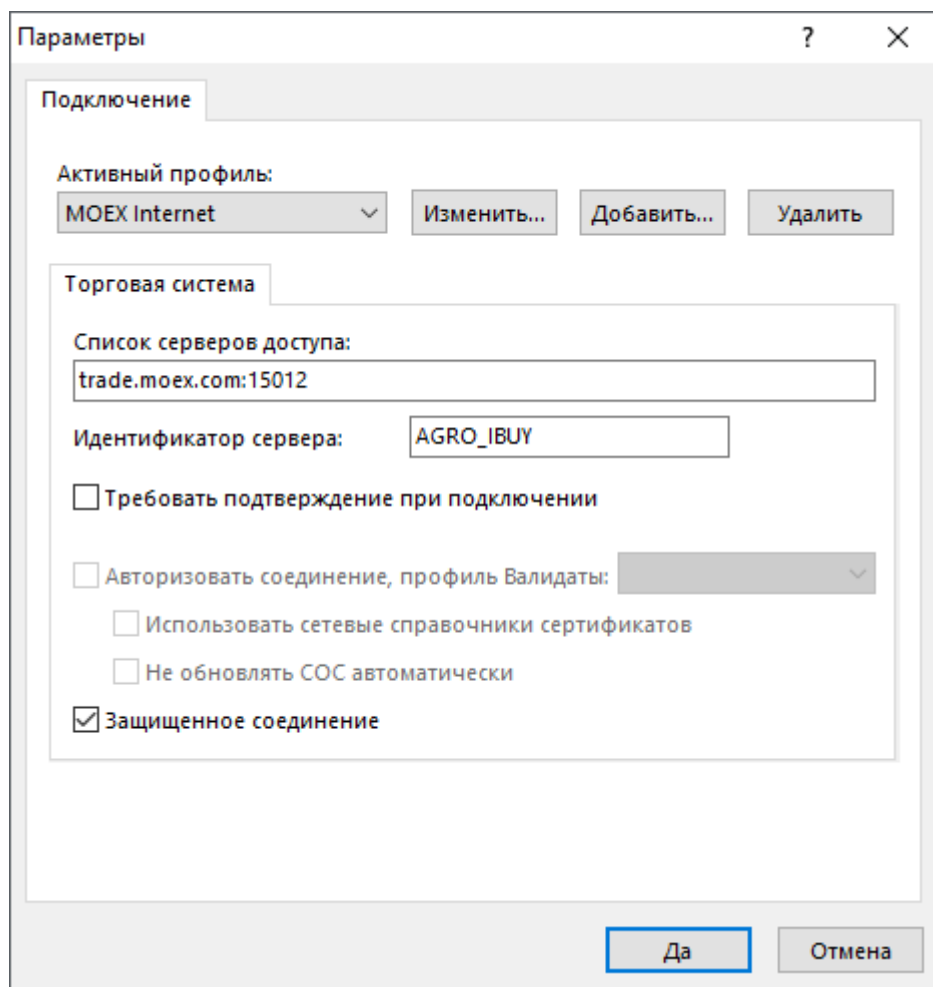 Параметры
Подключение
Активный профиль:
MOEX Internet Изменить... Добавить... Удалить
Торговая система
Список серверов доступа:
trade.moex.com:15012
Идентификатор сервера: AGRO_IBUY
Требовать подтверждение при подключении
Авторизовать соединение, профиль Валидаты:
Использовать сетевые справочники сертификатов
Не обновлять СОС автоматически
Защищенное соединение
Да Отмена